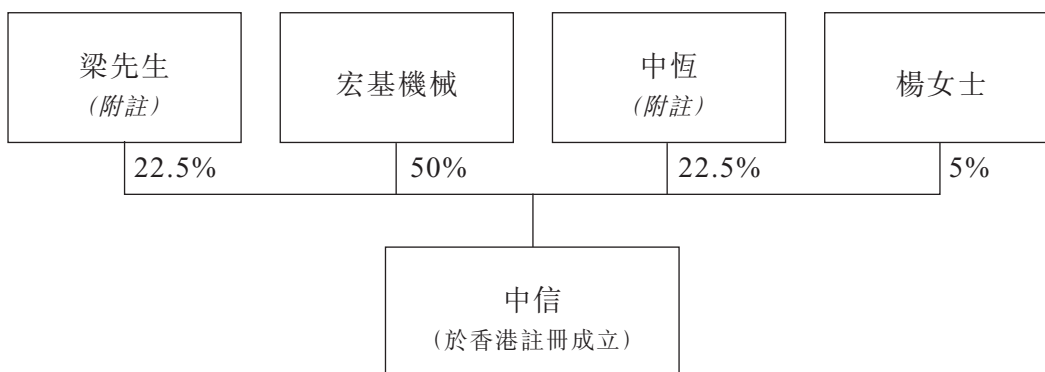 梁先生
(附註)
宏基機械
中恆
(附註)
楊女士
22.5%
50%
22.5%
5%
中信
(於香港註冊成立)